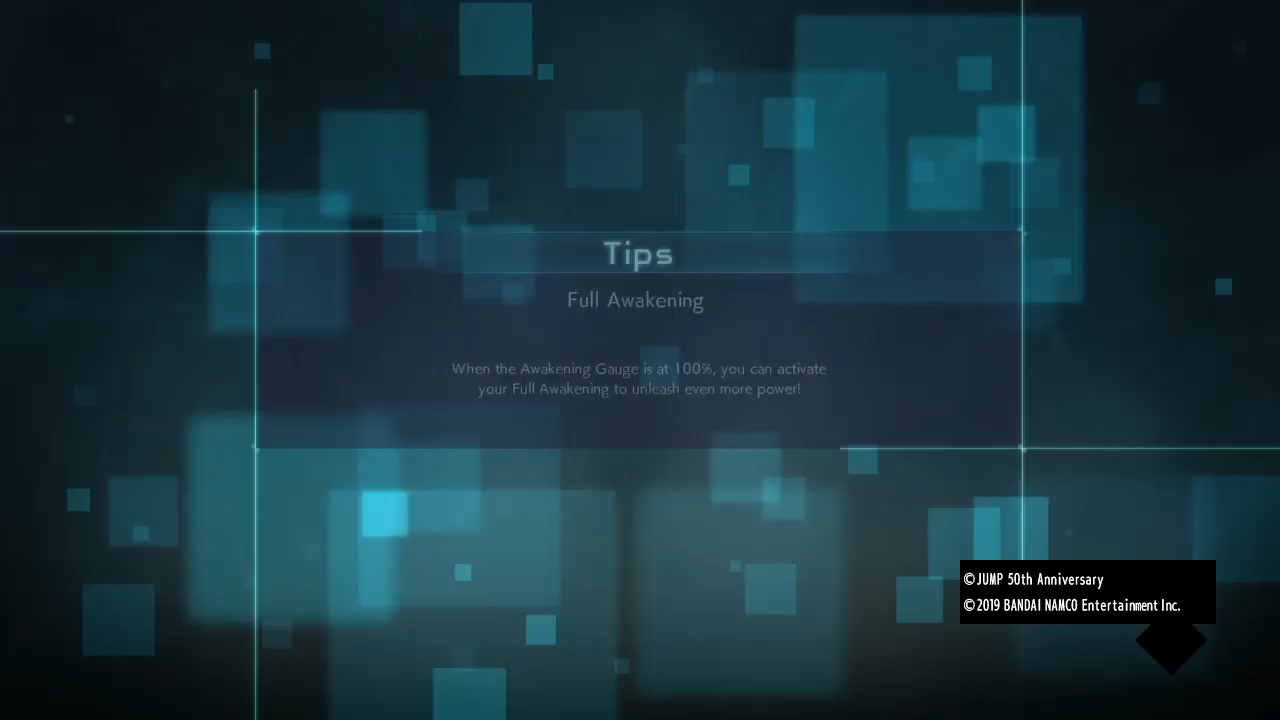 Tips
Full Awakening
When the Awakening Gauge is at 100%, you can activate
your Full Awakening to unleash even more power!
©JUMP 50th Anniversary
©2019 BANDAI NAMCO Entertainment Inc.